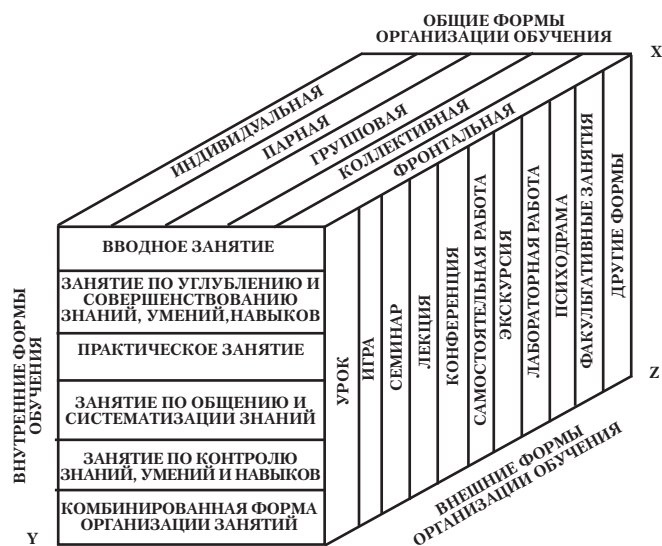 ОБЩИЕ ФОРМЫ
ОРГАНИЗАЦИИ ОБУЧЕНИЯ
X
ИНДИВИДУАЛЬНАЯ
ПАРНАЯ
ГРУППОВАЯ
КОЛЛЕКТИВНАЯ
ФРОНТАЛЬНАЯ
ВНУТРЕННИЕ ФОРМЫ
ОБУЧЕНИЯ
ВВОДНОЕ ЗАНЯТИЕ
ЗАНЯТИЕ ПО УГЛУБЛЕНИЮ И
СОВЕРШЕНСТВОВАНИЮ
ЗНАНИЙ, УМЕНИЙ,НАВЫКОВ
ПРАКТИЧЕСКОЕ ЗАНЯТИЕ
ЗАНЯТИЕ ПО ОБЩЕНИЮ И
СИСТЕМАТИЗАЦИИ ЗНАНИЙ
ЗАНЯТИЕ ПО КОНТРОЛЮ
ЗНАНИЙ, УМЕНИЙ И НАВЫКОВ
КОМБИНИРОВАННАЯ ФОРМА
ОРГАНИЗАЦИИ ЗАНЯТИЙ
Y
УРОК
ИГРА
СЕМИНАР
ЛЕКЦИЯ
КОНФЕРЕНЦИЯ
САМОСТОЯТЕЛЬНАЯ РАБОТА
ЭКСКУРСИЯ
ЛАБОРАТОРНАЯ РАБОТА
ПСИХОДРАМА
ФАКУЛЬТАТИВНЫЕ ЗАНЯТИЯ
ДРУГИЕ ФОРМЫ
Z
ВНЕШНИЕ ФОРМЫ
ОРГАНИЗАЦИИ ОБУЧЕНИЯ